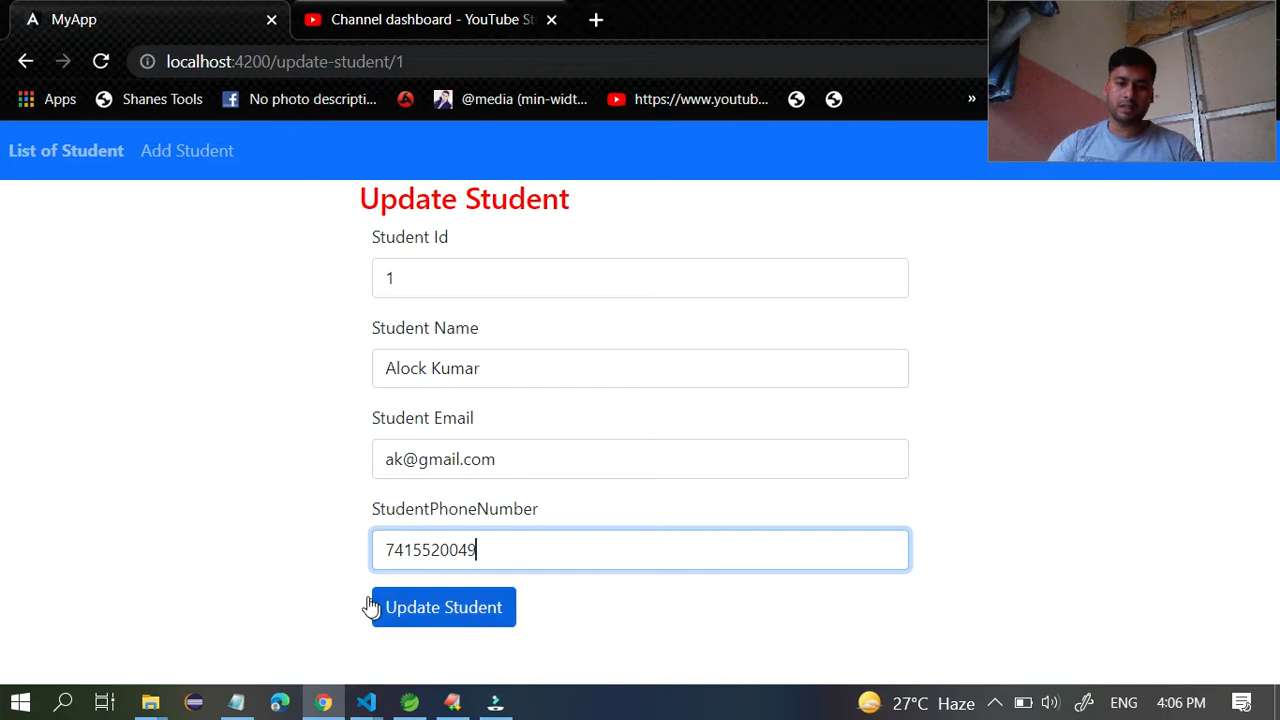 MyApp
Channel dashboard - YouTube St
localhost:4200/update-student/1
Apps Shanes Tools No photo descripti... @media (min-widt... https://www.youtub... »
List of Student Add Student
Update Student
Student Id
1
Student Name
Alock Kumar
Student Email
ak@gmail.com
StudentPhoneNumber
7415520049
Update Student
27°C Haze ENG 4:06 PM